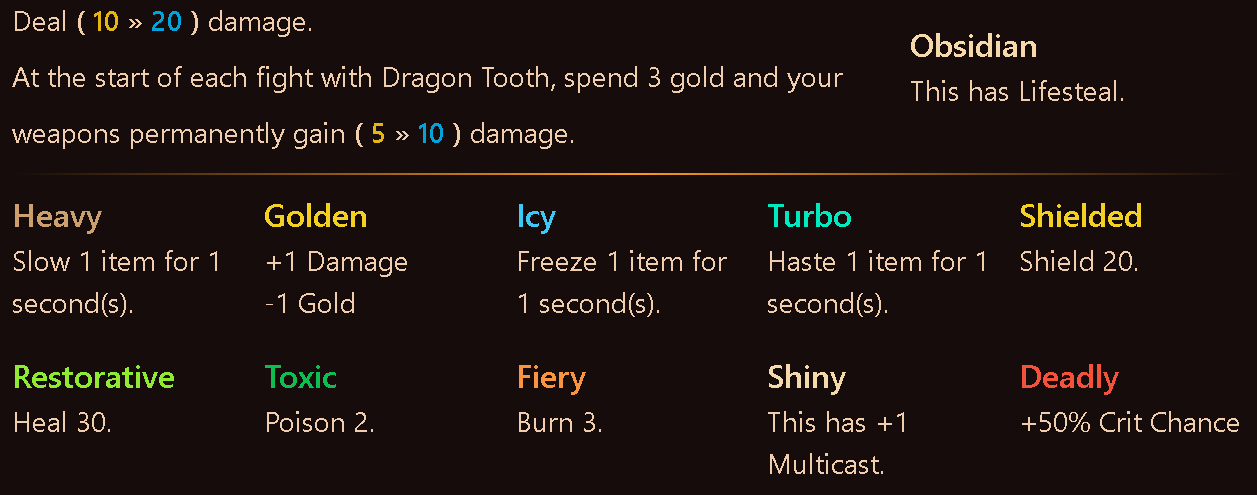 Deal ( 10 » 20 ) damage.
At the start of each fight with Dragon Tooth, spend 3 gold and your
weapons permanently gain ( 5 » 10 ) damage.
Obsidian
This has Lifesteal.
Heavy
Slow 1 item for 1
second(s).
Golden
+1 Damage
-1 Gold
Icy
Freeze 1 item for
1 second(s).
Turbo
Haste 1 item for 1
second(s).
Shielded
Shield 20.
Restorative
Heal 30.
Toxic
Poison 2.
Fiery
Burn 3.
Shiny
This has +1
Multicast.
Deadly
+50% Crit Chance